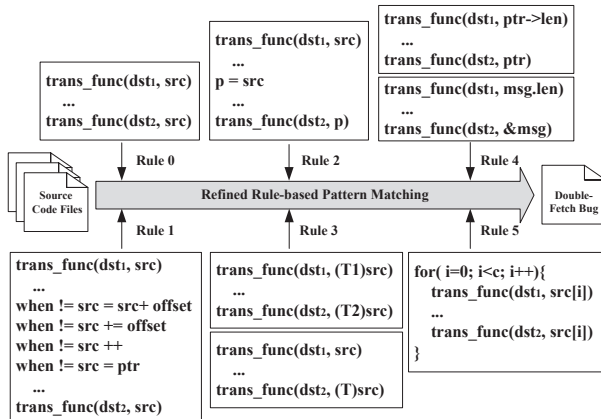 trans_func(dst1, src)
...
trans_func(dst2, src)
trans_func(dst1, src)
...
p = src
...
trans_func(dst2, p)
trans_func(dst1, ptr->len)
...
trans_func(dst2, ptr)
trans_func(dst1, msg.len)
...
trans_func(dst2, &msg)
Rule 0
Rule 2
Rule 4
Source
Code Files
Refined Rule-based Pattern Matching
Double-
Fetch Bug
Rule 1
Rule 3
Rule 5
trans_func(dst1, src)
...
when != src = src+ offset
when != src += offset
when != src ++
when != src = ptr
...
trans_func(dst2, src)
trans_func(dst1, (T1)src)
...
trans_func(dst2, (T2)src)
trans_func(dst1, src)
...
trans_func(dst2, (T)src)
for( i=0; i<c; i++){
trans_func(dst1, src[i])
...
trans_func(dst2, src[i])
}